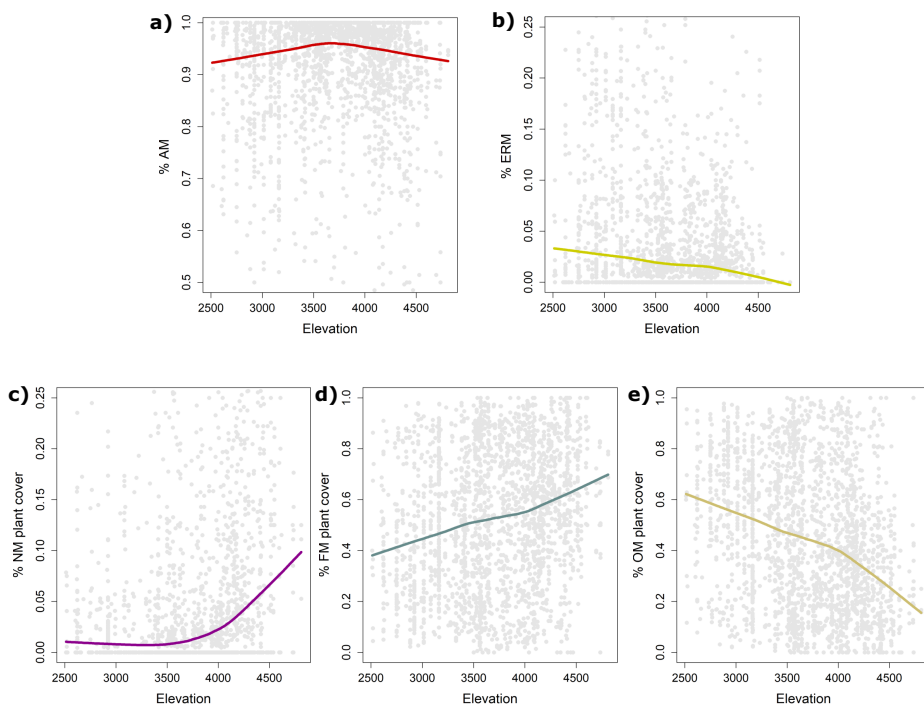 a)
% AM
1.0
0.9
0.8
0.7
0.6
0.5
2500 3000 3500 4000 4500
Elevation
b)
% ERM
0.25
0.20
0.15
0.10
0.05
0.00
2500 3000 3500 4000 4500
Elevation
c)
% NM plant cover
0.25
0.20
0.15
0.10
0.05
0.00
2500 3000 3500 4000 4500
Elevation
d)
% FM plant cover
1.0
0.8
0.6
0.4
0.2
0.0
2500 3000 3500 4000 4500
Elevation
e)
% OM plant cover
1.0
0.8
0.6
0.4
0.2
0.0
2500 3000 3500 4000 4500
Elevation